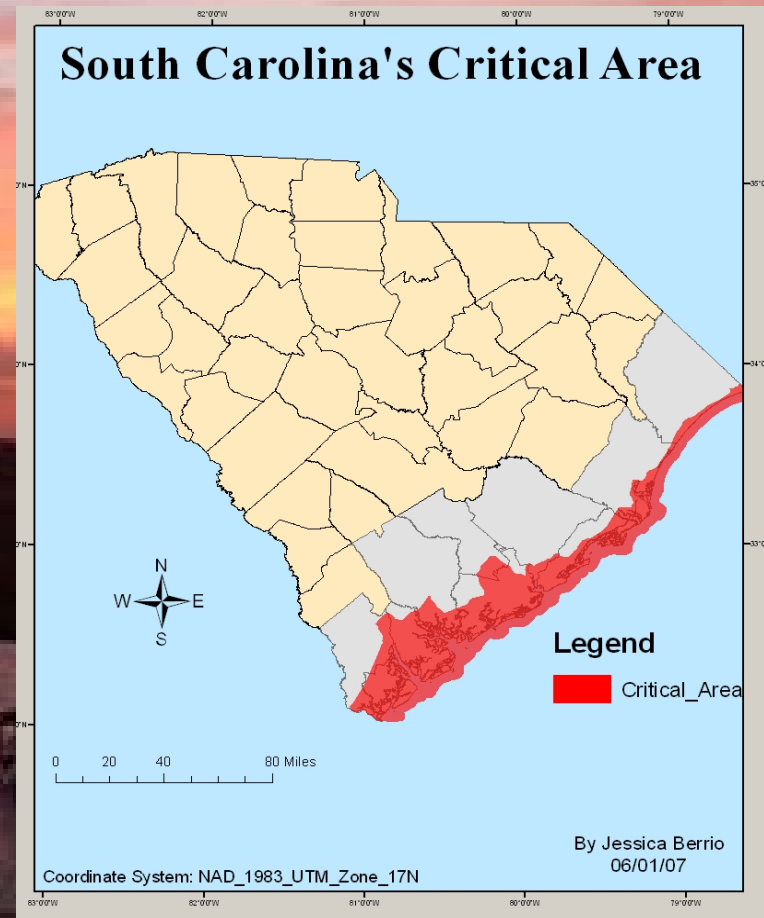 83°0'0"W 82°0'0"W 81°0'0"W 80°0'0"W 79°0'0"W
South Carolina's Critical Area
35°
34°
33°0
N
W E
S
Legend
Critical_Area
0 20 40 80 Miles
By Jessica Berrio
06/01/07
Coordinate System: NAD_1983_UTM_Zone_17N
83°0'0"W 82°0'0"W 81°0'0"W 80°0'0"W 79°0'0"W